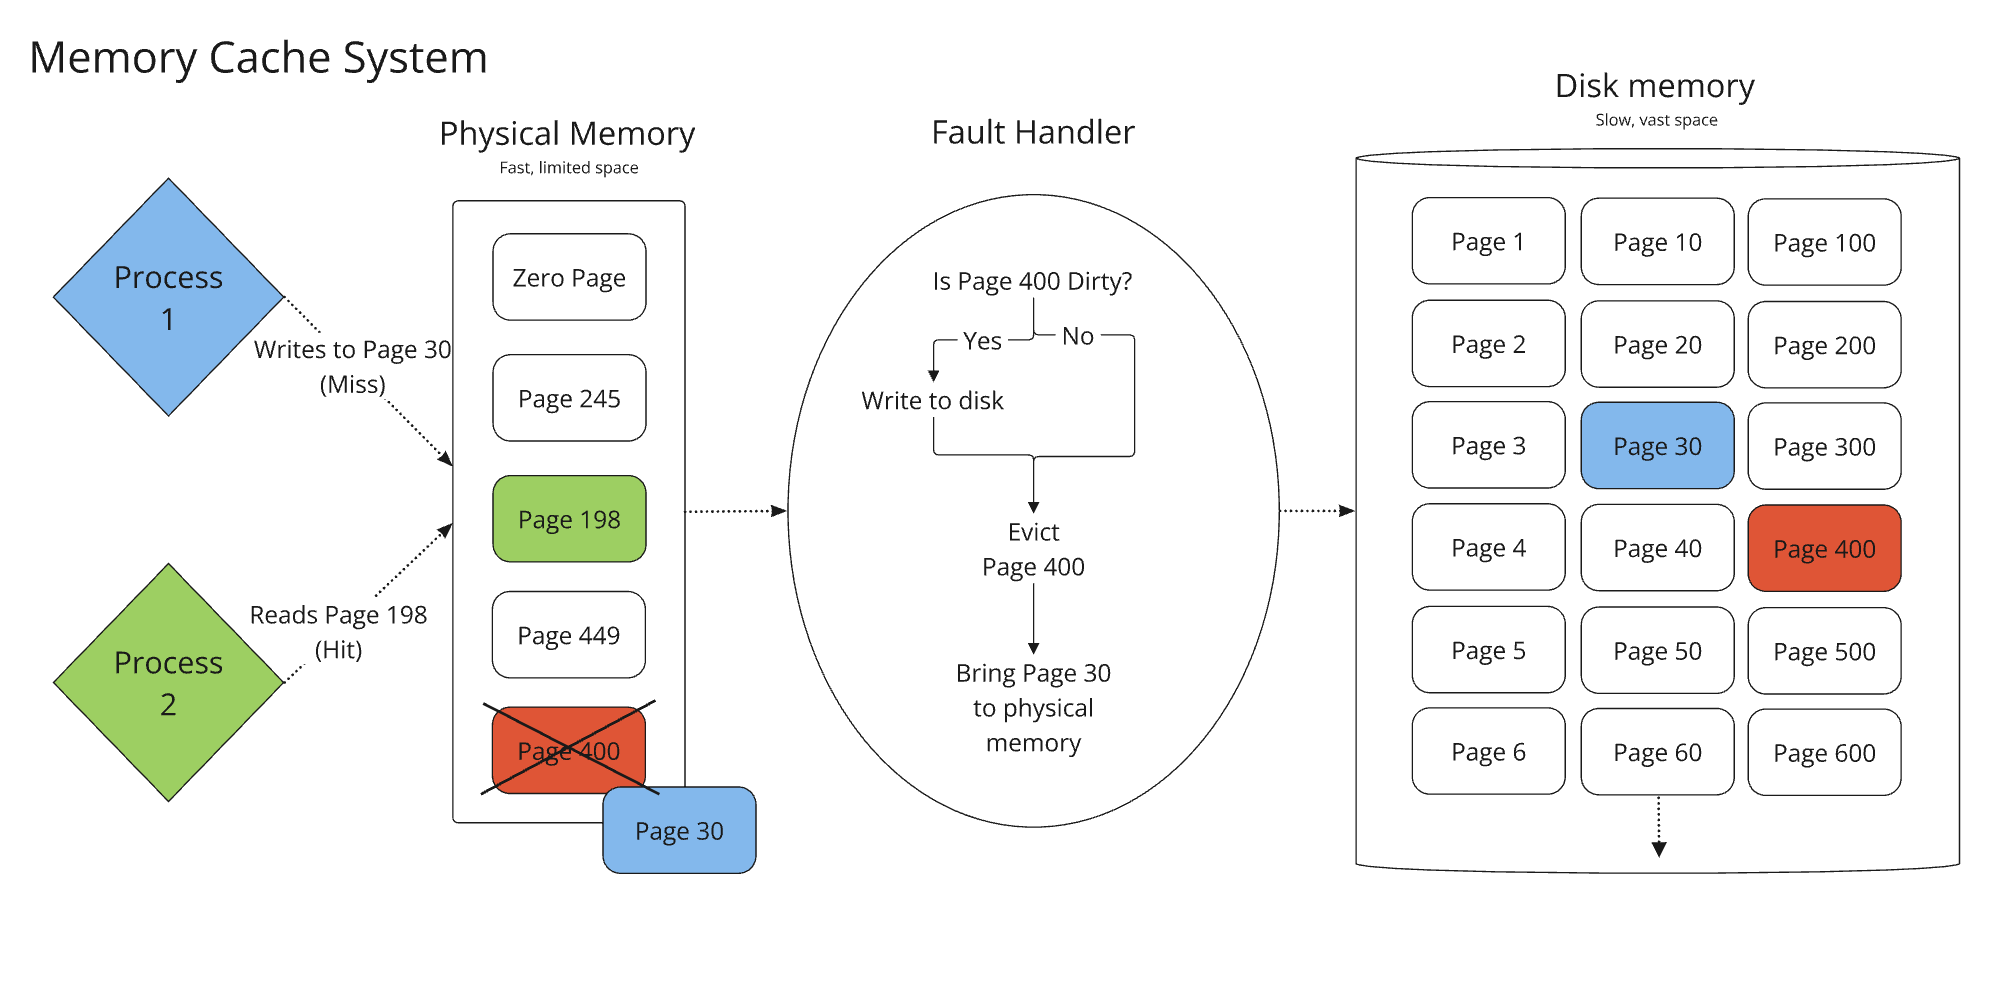 Memory Cache System
Process
1
Writes to Page 30
(Miss)
Process
2
Reads Page 198
(Hit)
Physical Memory
Fast, limited space
Zero Page
Page 245
Page 198
Page 449
Page 400
Page 30
Fault Handler
Is Page 400 Dirty?
Yes
No
Write to disk
Evict
Page 400
Bring Page 30
to physical
memory
Disk memory
Slow, vast space
Page 1
Page 10
Page 100
Page 2
Page 20
Page 200
Page 3
Page 30
Page 300
Page 4
Page 40
Page 400
Page 5
Page 50
Page 500
Page 6
Page 60
Page 600